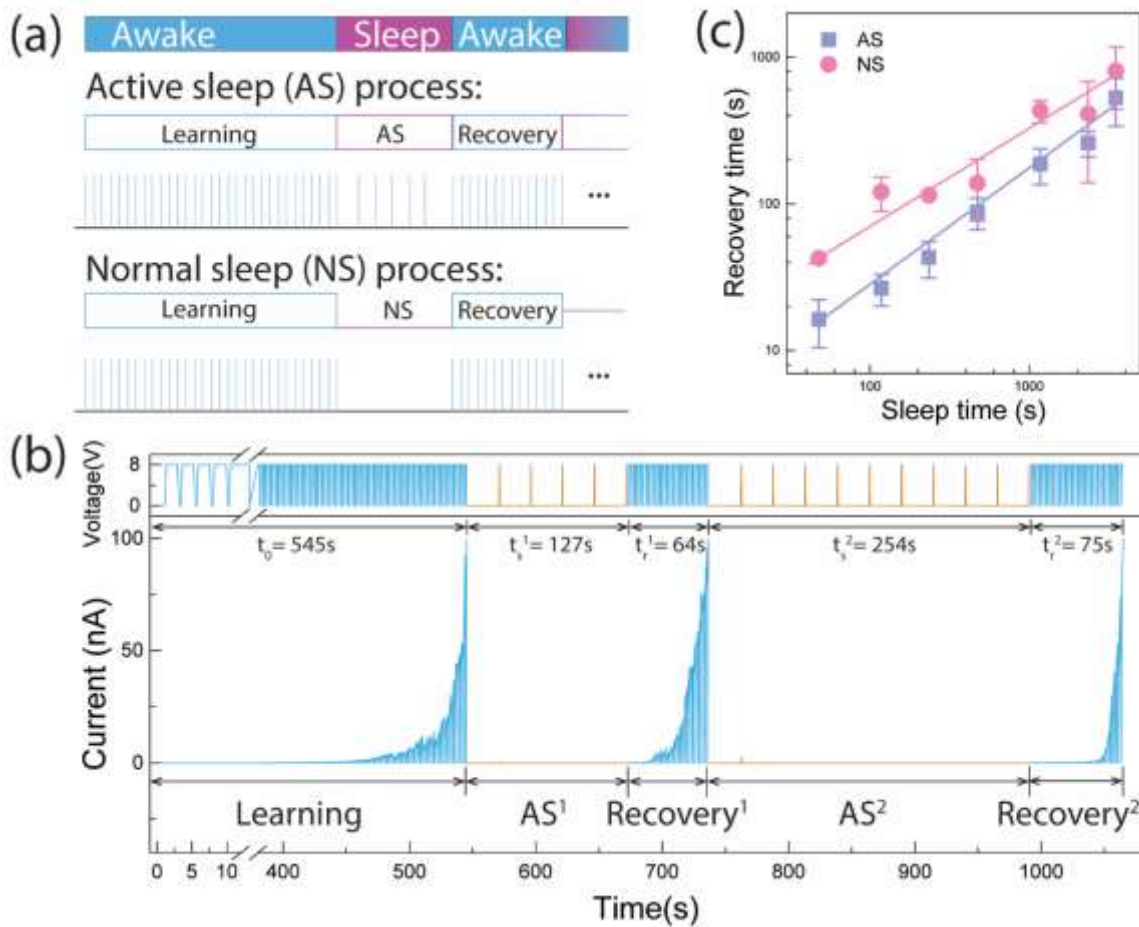 (a)
Awake Sleep Awake
Active sleep (AS) process:
Learning AS Recovery
...
Normal sleep (NS) process:
Learning NS Recovery
...
(c)
AS
NS
Recovery time (s)
1000
100
10
100 1000
Sleep time (s)
(b)
Voltage(V)
8
0
t₀ = 545s tₛ¹= 127s tᵣ¹= 64s tₛ²= 254s tᵣ²= 75s
Current (nA)
100
50
0
Learning AS¹ Recovery¹ AS² Recovery²
0 5 10 400 500 600 700 800 900 1000
Time(s)